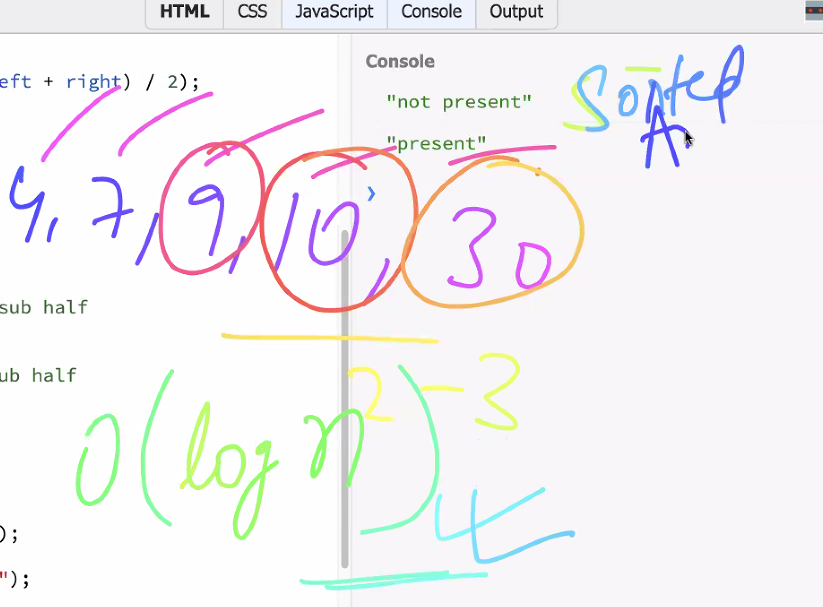 HTML CSS JavaScript Console Output
Console
eft + right) / 2);
"not present"
Sorted
"present"
A
4, 7, 9, 10, 30
sub half
ub half
2 - 3
O(log n)
4
);
");